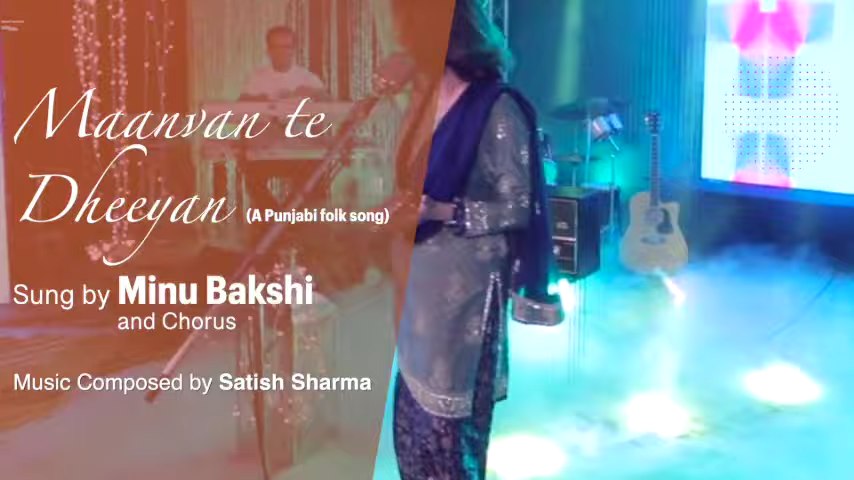 Maanvan te
Dheeyan (A Punjabi folk song)
Sung by Minu Bakshi
and Chorus
Music Composed by Satish Sharma